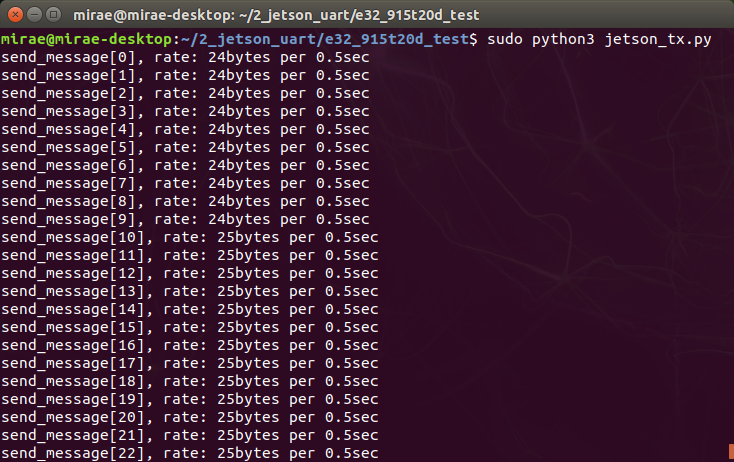 mirae@mirae-desktop: ~/2_jetson_uart/e32_915t20d_test
mirae@mirae-desktop:~/2_jetson_uart/e32_915t20d_test$ sudo python3 jetson_tx.py
send_message[0], rate: 24bytes per 0.5sec
send_message[1], rate: 24bytes per 0.5sec
send_message[2], rate: 24bytes per 0.5sec
send_message[3], rate: 24bytes per 0.5sec
send_message[4], rate: 24bytes per 0.5sec
send_message[5], rate: 24bytes per 0.5sec
send_message[6], rate: 24bytes per 0.5sec
send_message[7], rate: 24bytes per 0.5sec
send_message[8], rate: 24bytes per 0.5sec
send_message[9], rate: 24bytes per 0.5sec
send_message[10], rate: 25bytes per 0.5sec
send_message[11], rate: 25bytes per 0.5sec
send_message[12], rate: 25bytes per 0.5sec
send_message[13], rate: 25bytes per 0.5sec
send_message[14], rate: 25bytes per 0.5sec
send_message[15], rate: 25bytes per 0.5sec
send_message[16], rate: 25bytes per 0.5sec
send_message[17], rate: 25bytes per 0.5sec
send_message[18], rate: 25bytes per 0.5sec
send_message[19], rate: 25bytes per 0.5sec
send_message[20], rate: 25bytes per 0.5sec
send_message[21], rate: 25bytes per 0.5sec
send_message[22], rate: 25bytes per 0.5sec